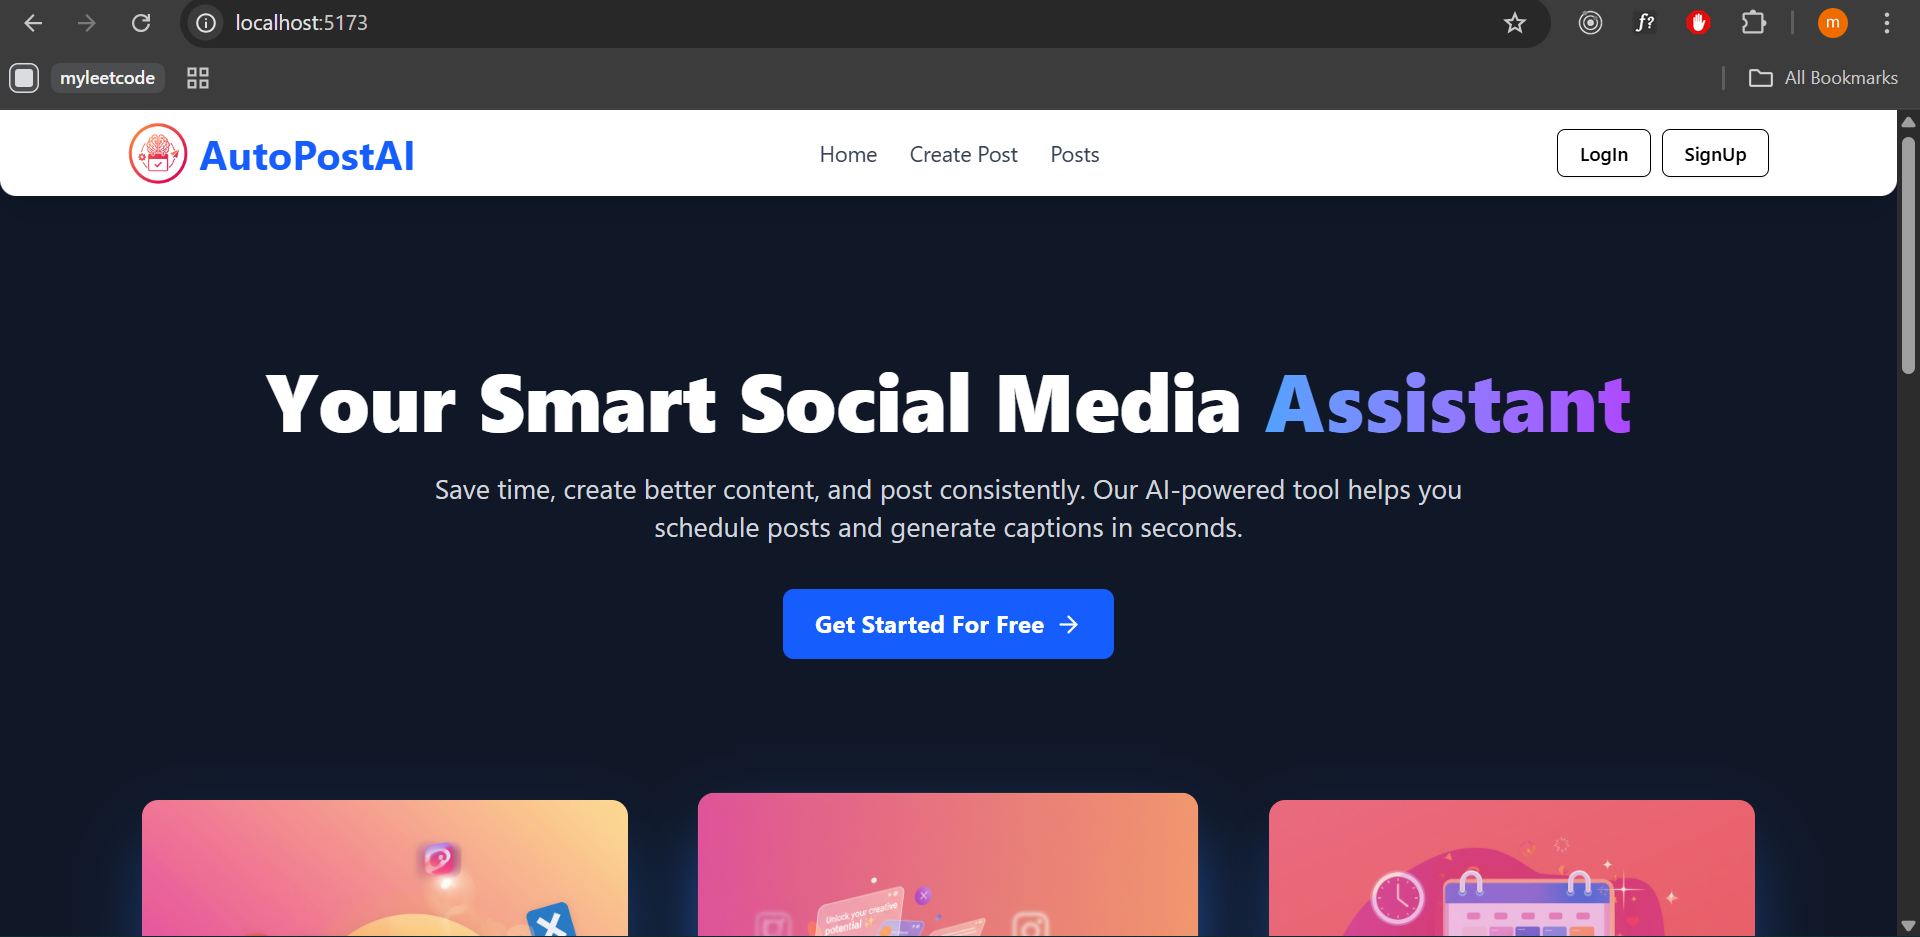 localhost:5173
f?
m
myleetcode
All Bookmarks
AutoPostAI
Home
Create Post
Posts
LogIn
SignUp
Your Smart Social Media Assistant
Save time, create better content, and post consistently. Our AI-powered tool helps you
schedule posts and generate captions in seconds.
Get Started For Free →
Unlock your creative
potential